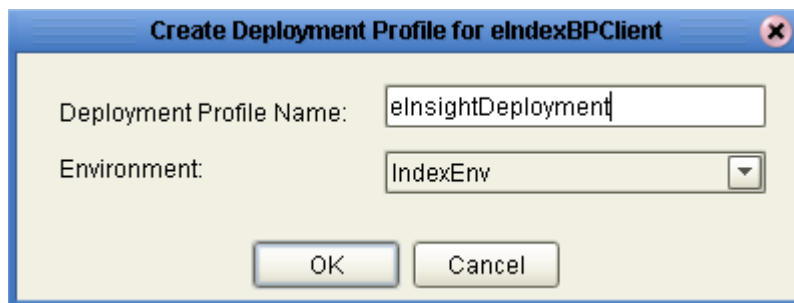 Create Deployment Profile for eIndexBPClient
Deployment Profile Name: eInsightDeployment
Environment: IndexEnv
OK Cancel